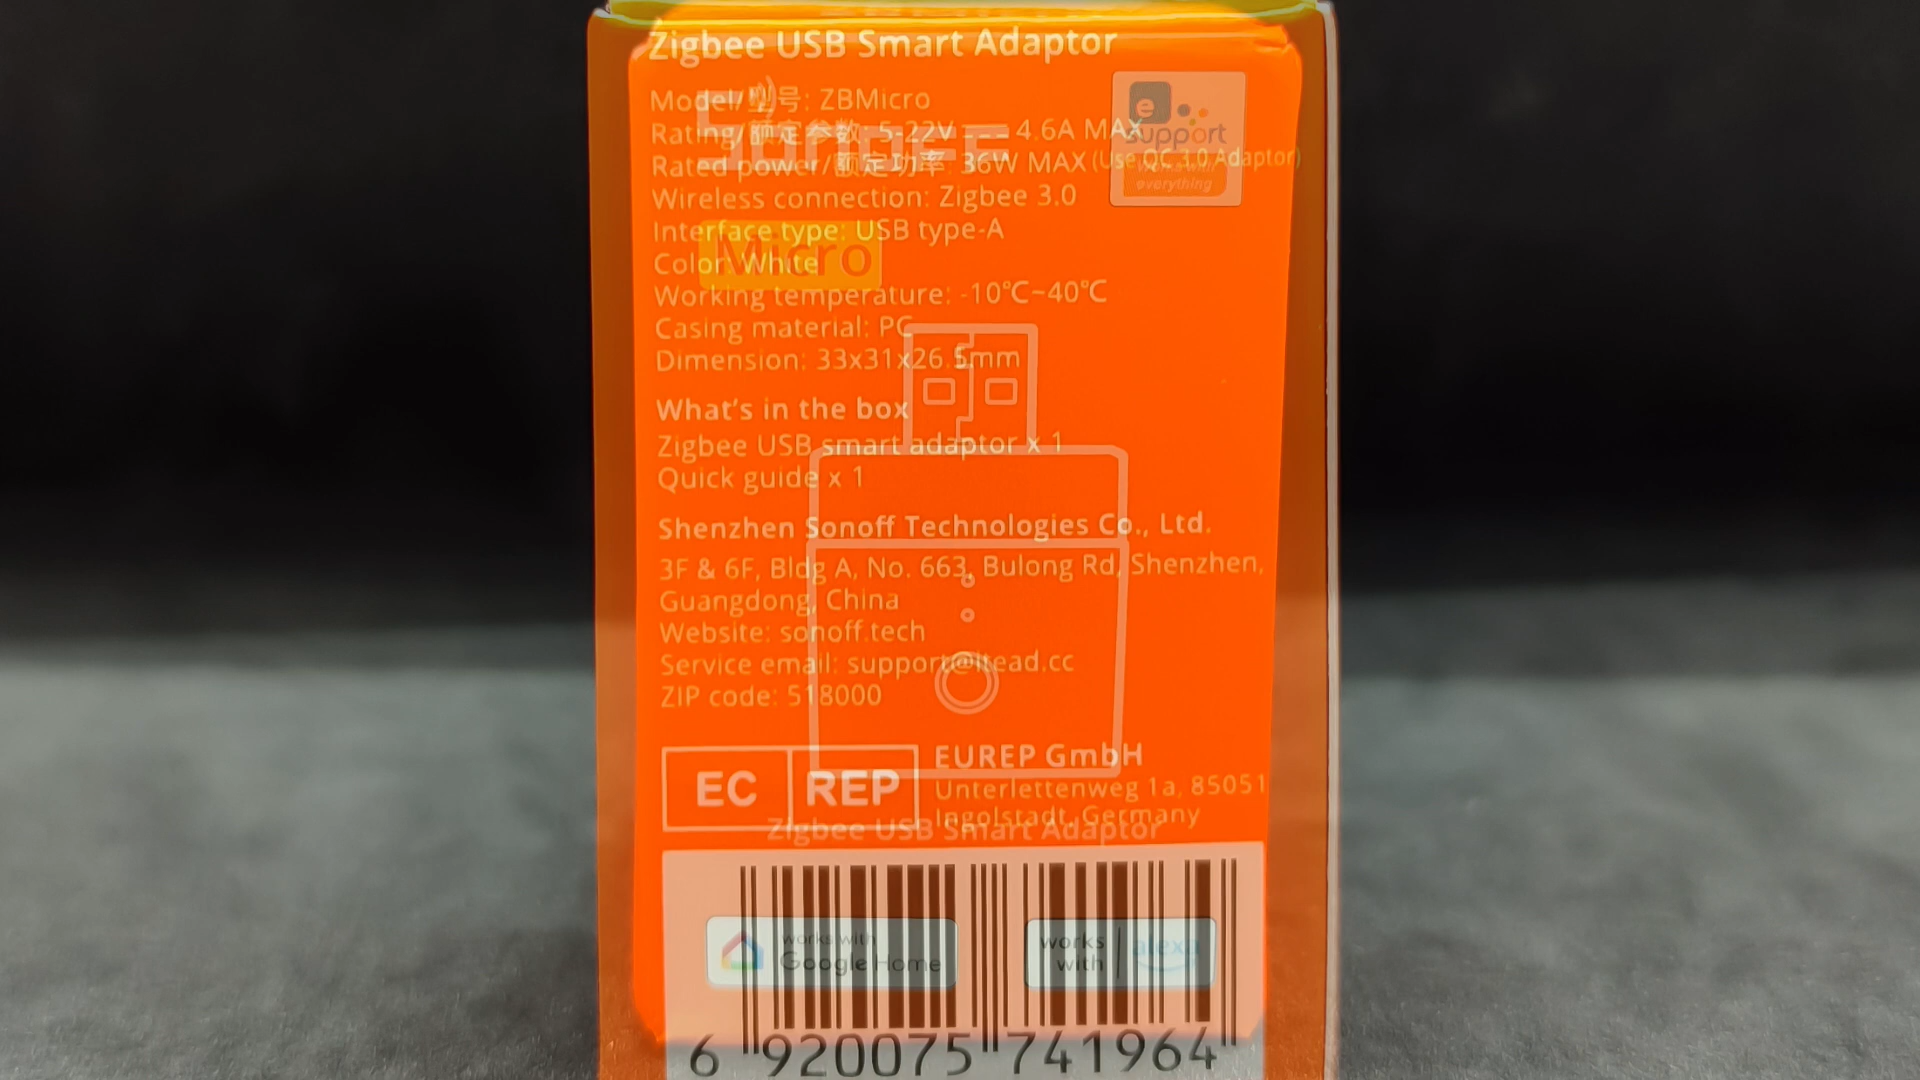 Zigbee USB Smart Adaptor
Model/型号: ZBMicro
Rating/额定参数: 5-22V 4.6A MAX
Rated power/额定功率: 36W MAX (Use QC 3.0 Adaptor)
Wireless connection: Zigbee 3.0
Interface type: USB type-A
Color: White
Working temperature: -10℃~40℃
Casing material: PC
Dimension: 33x31x26.5mm
What's in the box
Zigbee USB smart adaptor x 1
Quick guide x 1
Shenzhen Sonoff Technologies Co., Ltd.
3F & 6F, Bldg A, No. 663, Bulong Rd, Shenzhen,
Guangdong, China
Website: sonoff.tech
Service email: support@itead.cc
ZIP code: 518000
EC REP
EUREP GmbH
Unterlettenweg 1a, 85051
Ingolstadt, Germany
6 920075 741964
SONOFF
e
support
works with
everything
Micro
Zigbee USB Smart Adaptor
works with
Google Home
works
with
alexa